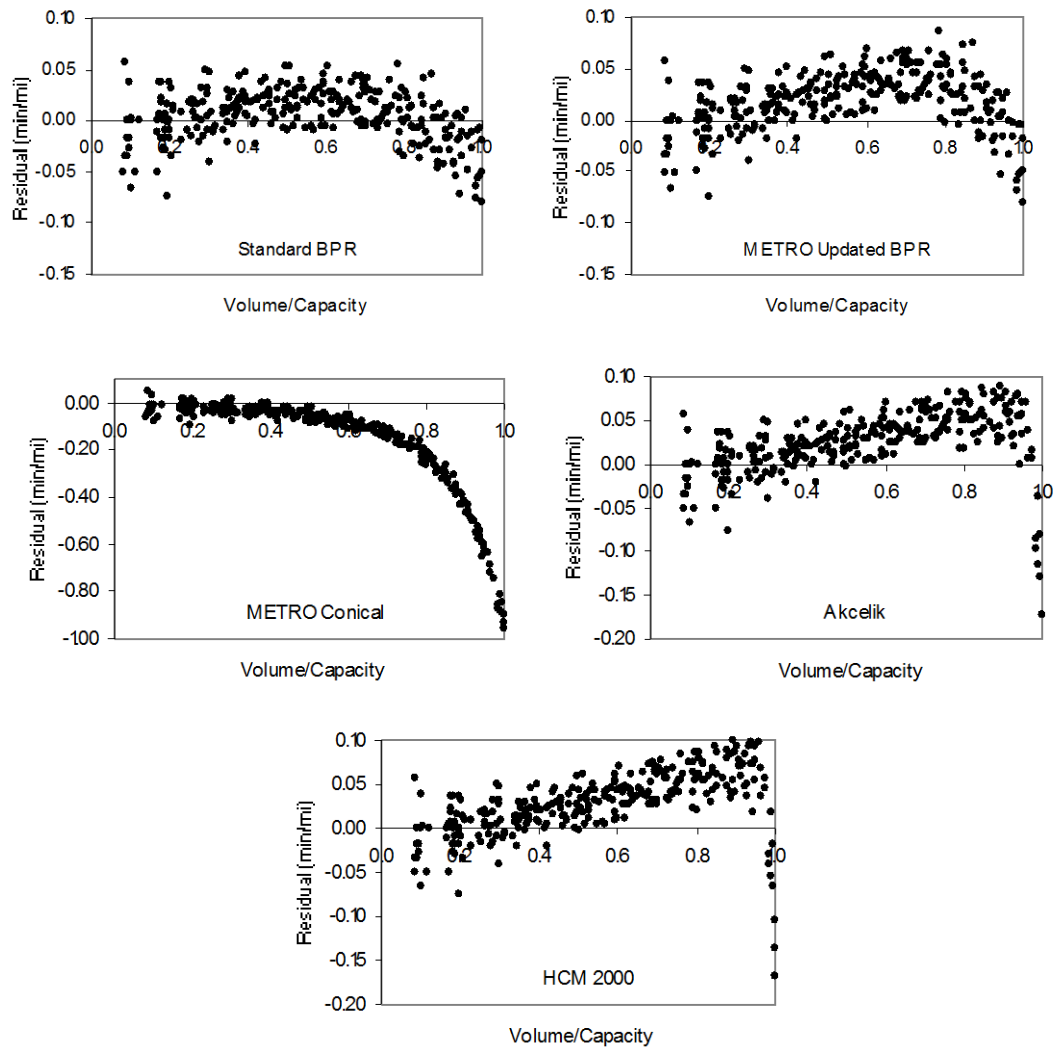 0.10
0.05
0.00
-0.05
-0.10
-0.15
0.0 0.2 0.4 0.6 0.8 1.0
Residual (min/mi)
Standard BPR
Volume/Capacity
0.10
0.05
0.00
-0.05
-0.10
-0.15
0.0 0.2 0.4 0.6 0.8 1.0
Residual (min/mi)
METRO Updated BPR
Volume/Capacity
0.00
-0.20
-0.40
-0.60
-0.80
-1.00
0.0 0.2 0.4 0.6 0.8 1.0
Residual (min/mi)
METRO Conical
Volume/Capacity
0.10
0.05
0.00
-0.05
-0.10
-0.15
-0.20
0.0 0.2 0.4 0.6 0.8 1.0
Residual (min/mi)
Akcelik
Volume/Capacity
0.10
0.05
0.00
-0.05
-0.10
-0.15
-0.20
0.0 0.2 0.4 0.6 0.8 1.0
Residual (min/mi)
HCM 2000
Volume/Capacity